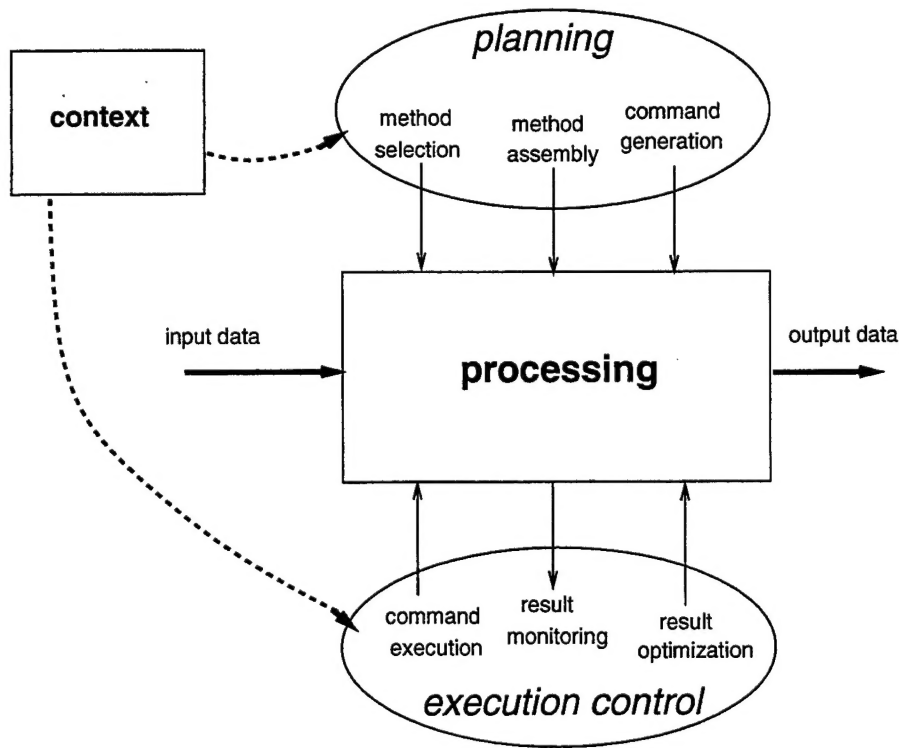 planning
context
method
selection
method
assembly
command
generation
input data
processing
output data
command
execution
result
monitoring
result
optimization
execution control